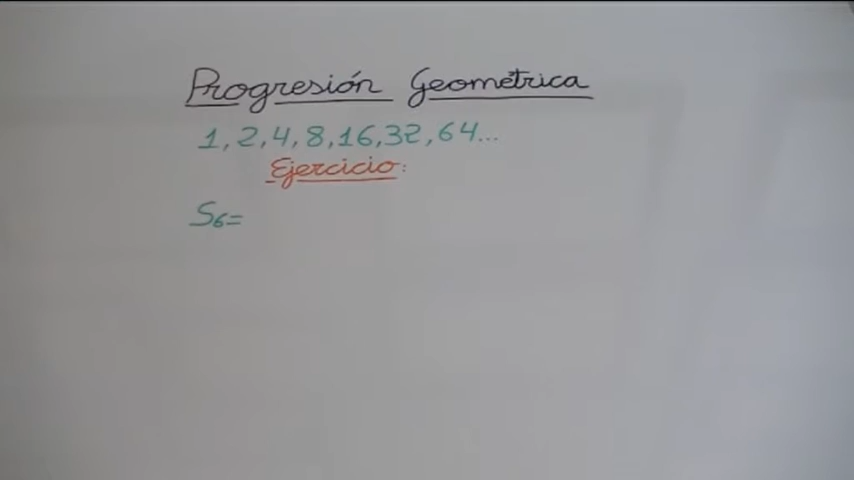 Progresión Geométrica
1, 2, 4, 8, 16, 32, 64...
Ejercicio:
S₆=